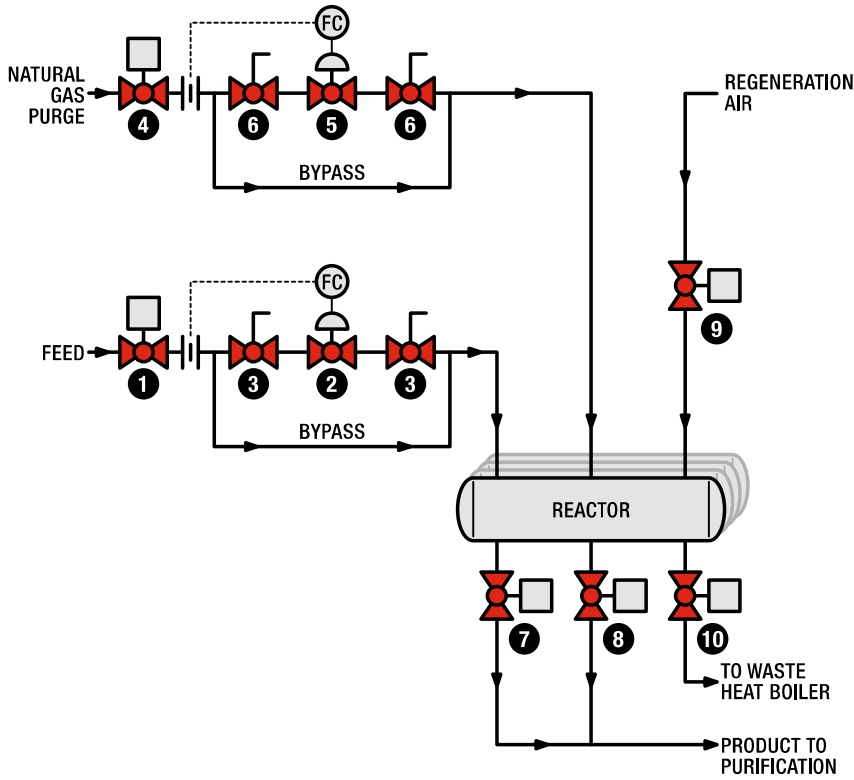 FC
NATURAL
GAS
PURGE
4
6
5
6
BYPASS
REGENERATION
AIR
FC
9
FEED
1
3
2
3
BYPASS
REACTOR
7
8
10
TO WASTE
HEAT BOILER
PRODUCT TO
PURIFICATION